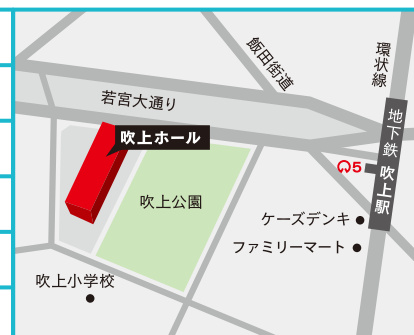 飯田街道
環状線
若宮大通り
地下鉄 吹上駅
吹上ホール
5
吹上公園
ケーズデンキ
ファミリーマート
吹上小学校